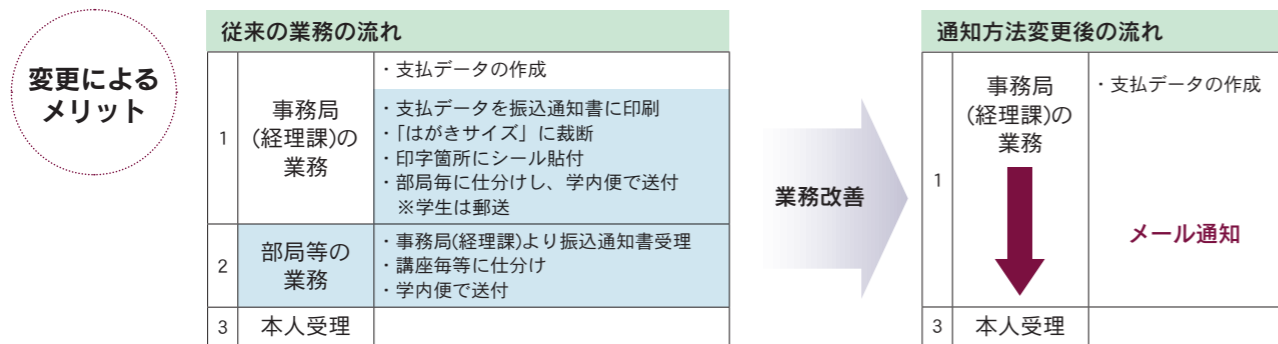 変更による
メリット
従来の業務の流れ
1
事務局
(経理課)の
業務
・支払データの作成
・支払データを振込通知書に印刷
・「はがきサイズ」に裁断
・印字箇所にシール貼付
・部局毎に仕分けし、学内便で送付
※学生は郵送
2
部局等の
業務
・事務局(経理課)より振込通知書受理
・講座毎等に仕分け
・学内便で送付
3
本人受理
業務改善
通知方法変更後の流れ
1
事務局
(経理課)の
業務
・支払データの作成
メール通知
3
本人受理